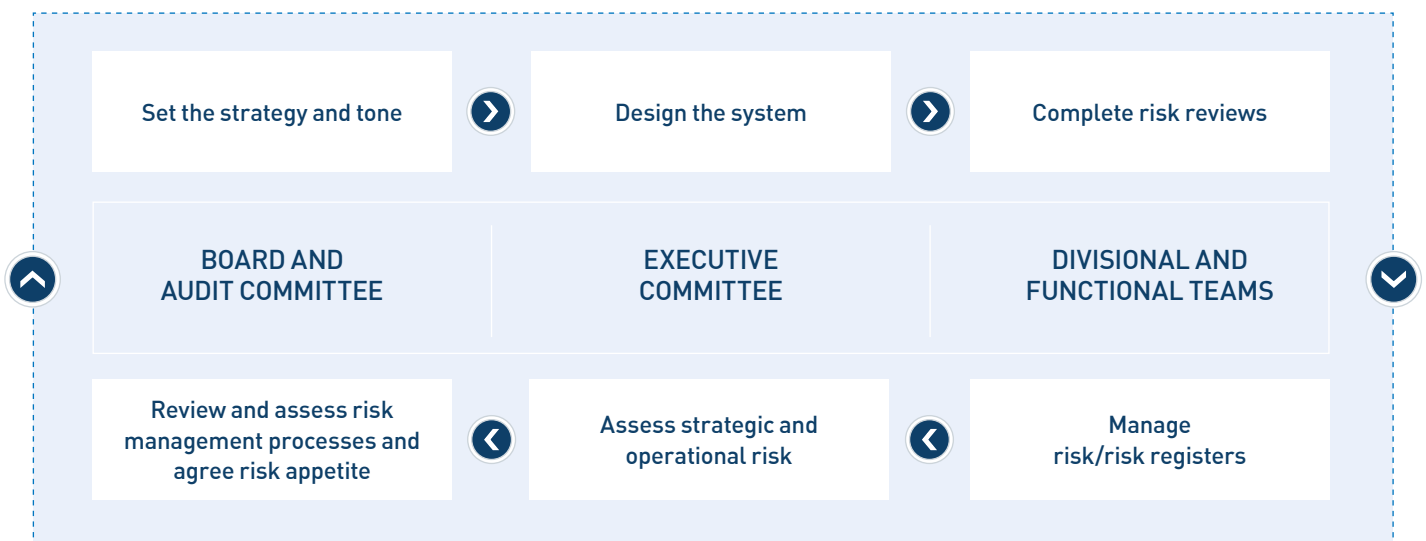 Set the strategy and tone
Design the system
Complete risk reviews
BOARD AND
AUDIT COMMITTEE
EXECUTIVE
COMMITTEE
DIVISIONAL AND
FUNCTIONAL TEAMS
Review and assess risk
management processes and
agree risk appetite
Assess strategic and
operational risk
Manage
risk/risk registers